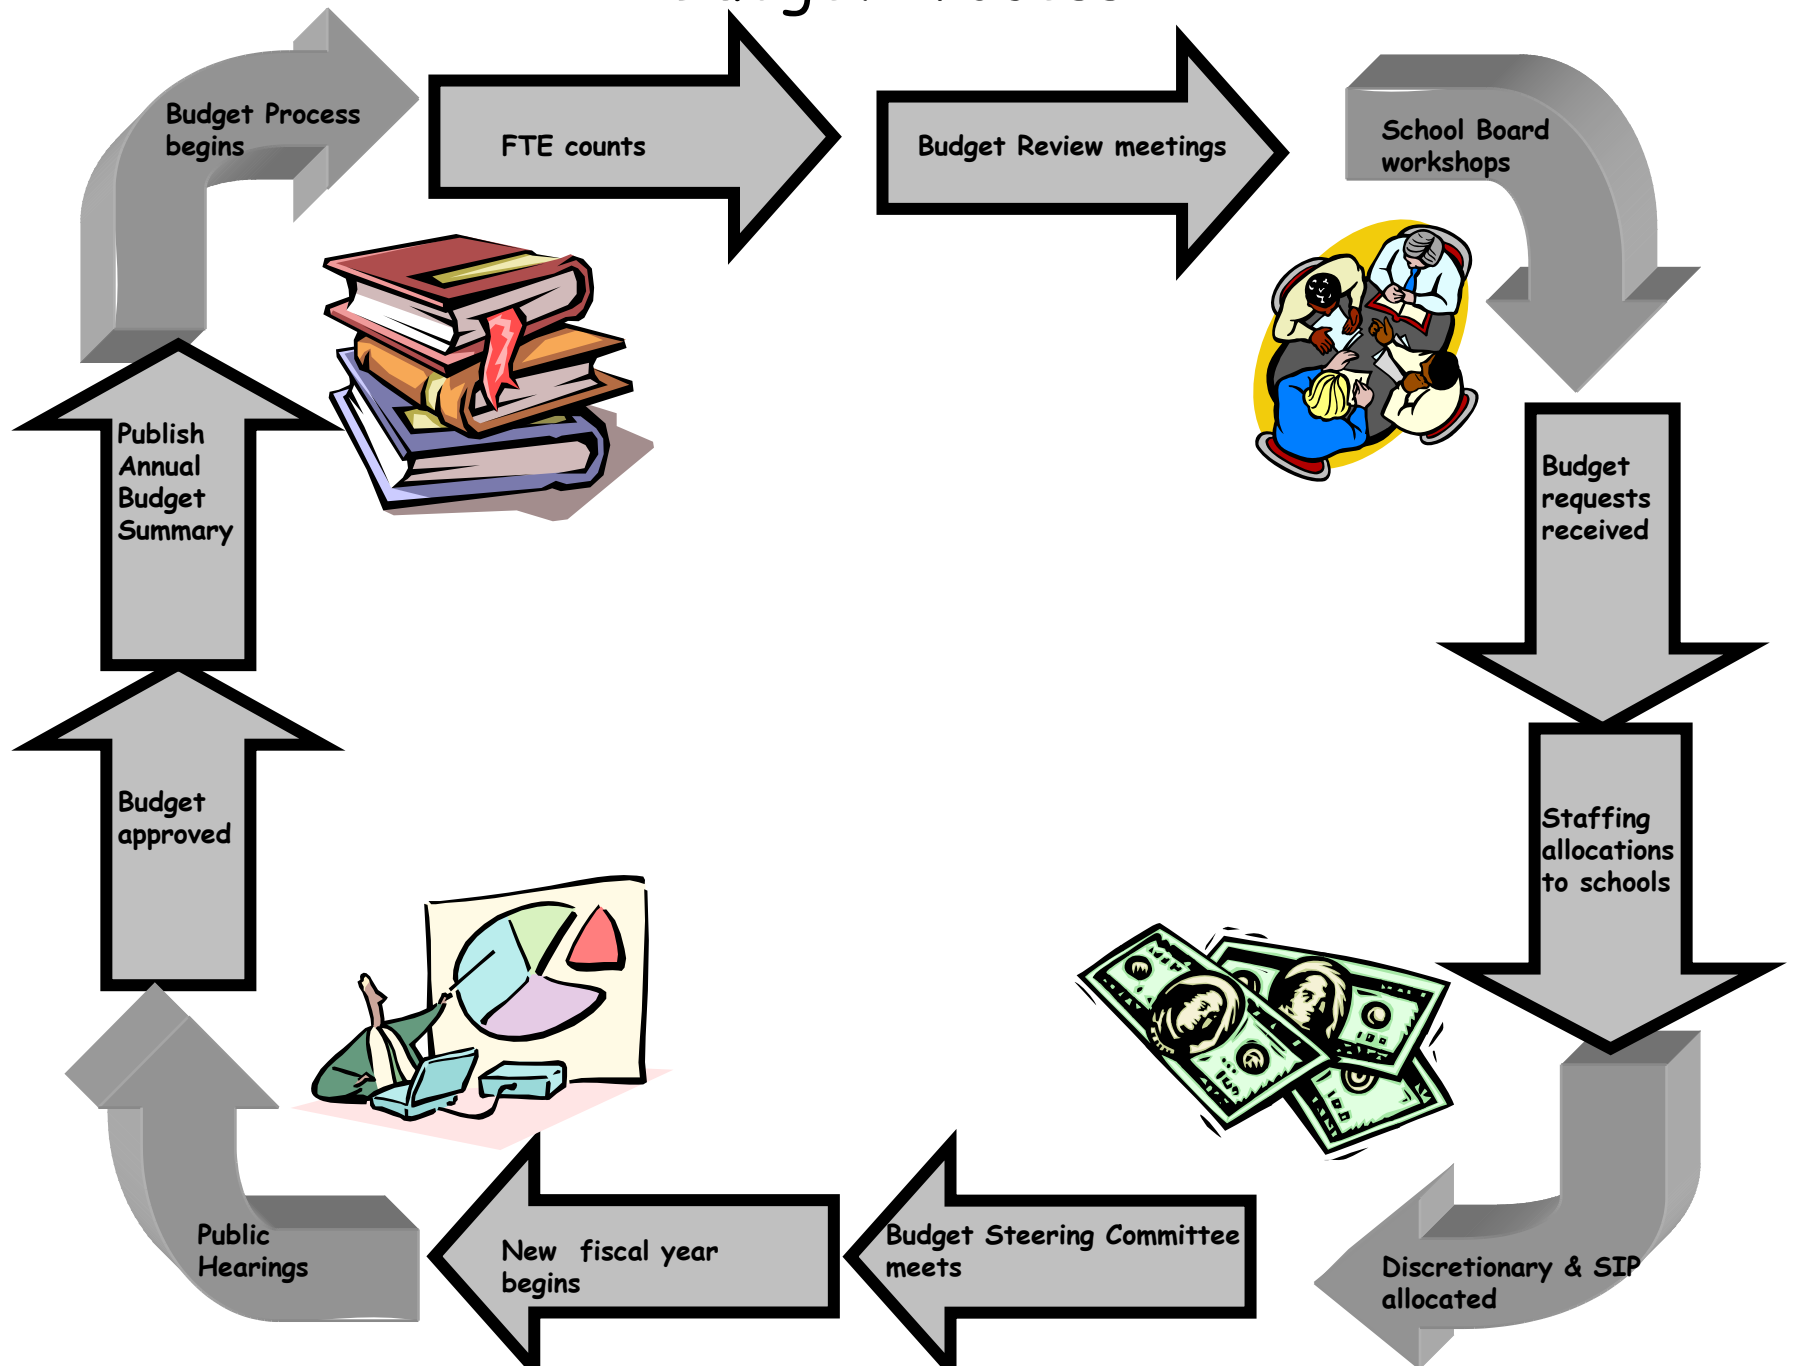 Budget Process
begins
FTE counts
Budget Review meetings
School Board
workshops
Budget
requests
received
Staffing
allocations
to schools
Discretionary & SIP
allocated
Budget Steering Committee
meets
New  fiscal year
begins
Public
Hearings
Budget
approved
Publish
Annual
Budget
Summary